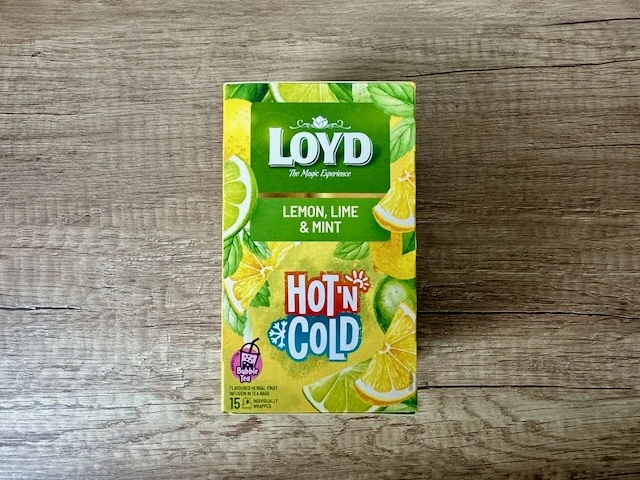 LOYD
The Magic Experience
LEMON, LIME
& MINT
HOT'N
COLD
Bubble
Tea
FLAVOURED HERBAL-FRUIT
INFUSION IN TEA BAGS
15 INDIVIDUALLY
WRAPPED